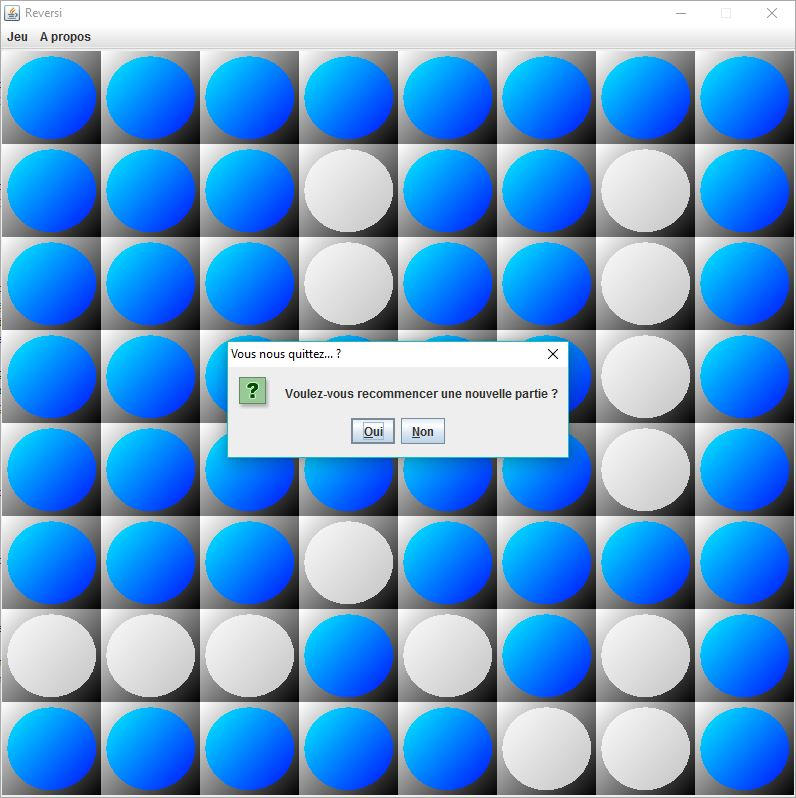 Reversi
Jeu A propos
Vous nous quittez... ?
?
Voulez-vous recommencer une nouvelle partie ?
Oui Non